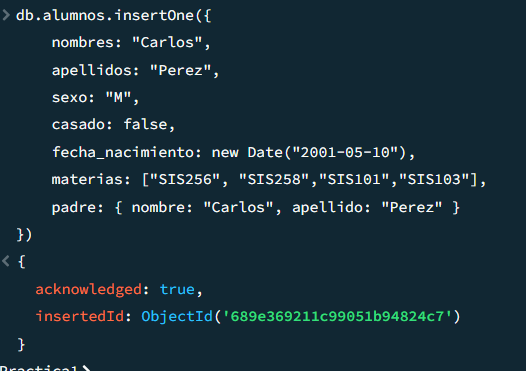 > db.alumnos.insertOne({
nombres: "Carlos",
apellidos: "Perez",
sexo: "M",
casado: false,
fecha_nacimiento: new Date("2001-05-10"),
materias: ["SIS256", "SIS258","SIS101","SIS103"],
padre: { nombre: "Carlos", apellido: "Perez" }
})
< {
acknowledged: true,
insertedId: ObjectId('689e369211c99051b94824c7')
}
Practica1>